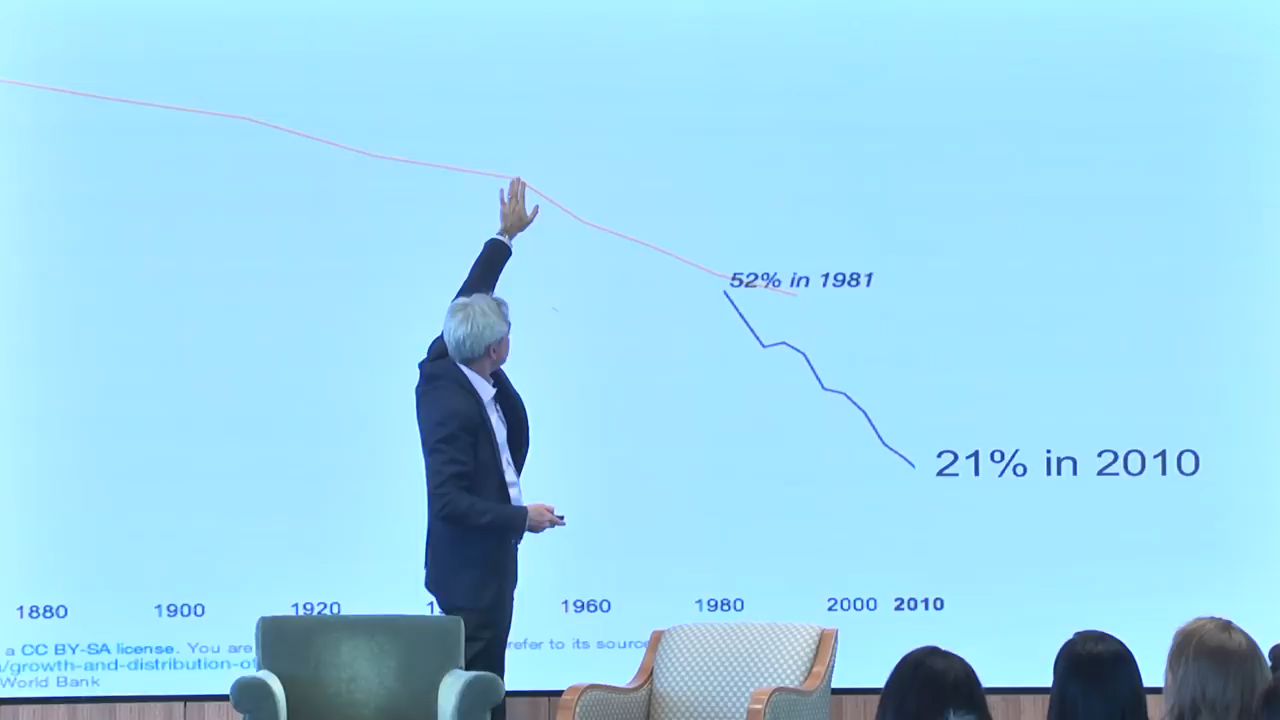 52% in 1981
21% in 2010
1880 1900 1920 1960 1980 2000 2010
a CC BY-SA license. You are refer to its sourc
/growth-and-distribution-of
World Bank